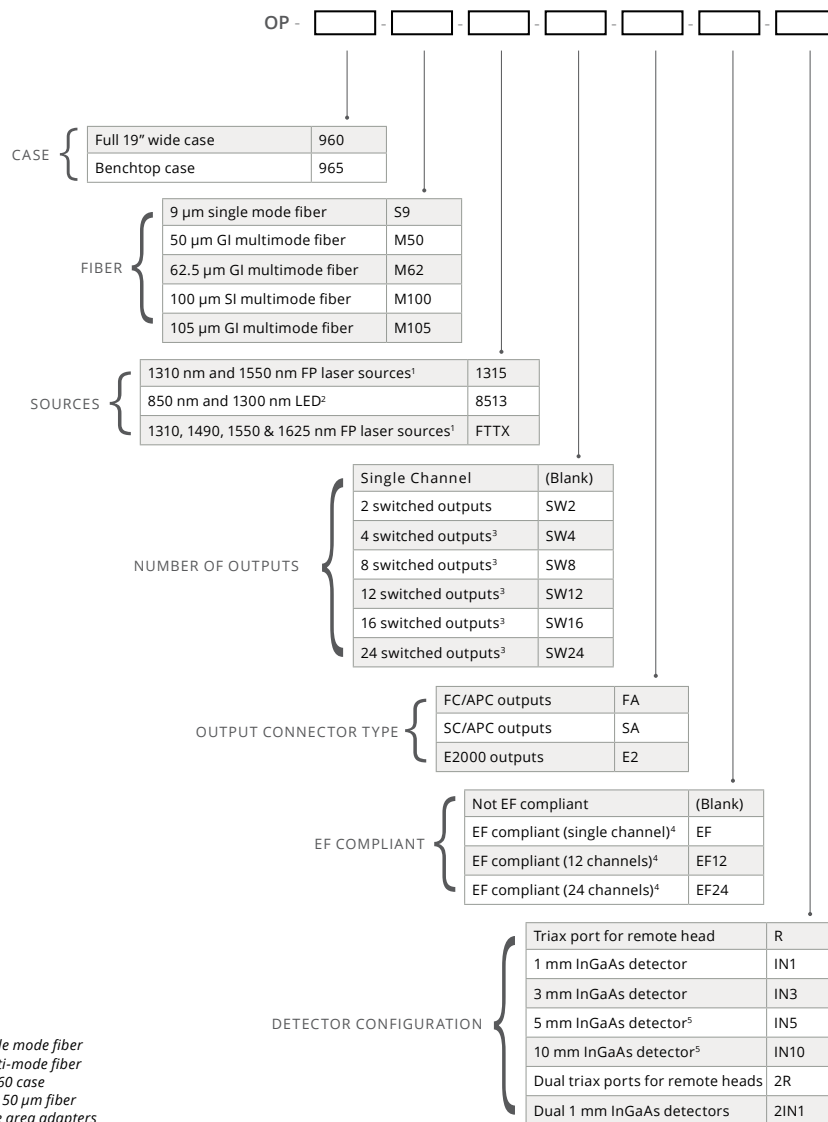 OP - - - - - - -
CASE
Full 19” wide case 960
Benchtop case 965
FIBER
9 μm single mode fiber S9
50 μm GI multimode fiber M50
62.5 μm GI multimode fiber M62
100 μm SI multimode fiber M100
105 μm GI multimode fiber M105
SOURCES
1310 nm and 1550 nm FP laser sources¹ 1315
850 nm and 1300 nm LED² 8513
1310, 1490, 1550 & 1625 nm FP laser sources¹ FTTX
NUMBER OF OUTPUTS
Single Channel (Blank)
2 switched outputs SW2
4 switched outputs³ SW4
8 switched outputs³ SW8
12 switched outputs³ SW12
16 switched outputs³ SW16
24 switched outputs³ SW24
OUTPUT CONNECTOR TYPE
FC/APC outputs FA
SC/APC outputs SA
E2000 outputs E2
EF COMPLIANT
Not EF compliant (Blank)
EF compliant (single channel)⁴ EF
EF compliant (12 channels)⁴ EF12
EF compliant (24 channels)⁴ EF24
DETECTOR CONFIGURATION
Triax port for remote head R
1 mm InGaAs detector IN1
3 mm InGaAs detector IN3
5 mm InGaAs detector⁵ IN5
10 mm InGaAs detector⁵ IN10
Dual triax ports for remote heads 2R
Dual 1 mm InGaAs detectors 2IN1
mode fiber
fiber
case
50 μm fiber
area adapters